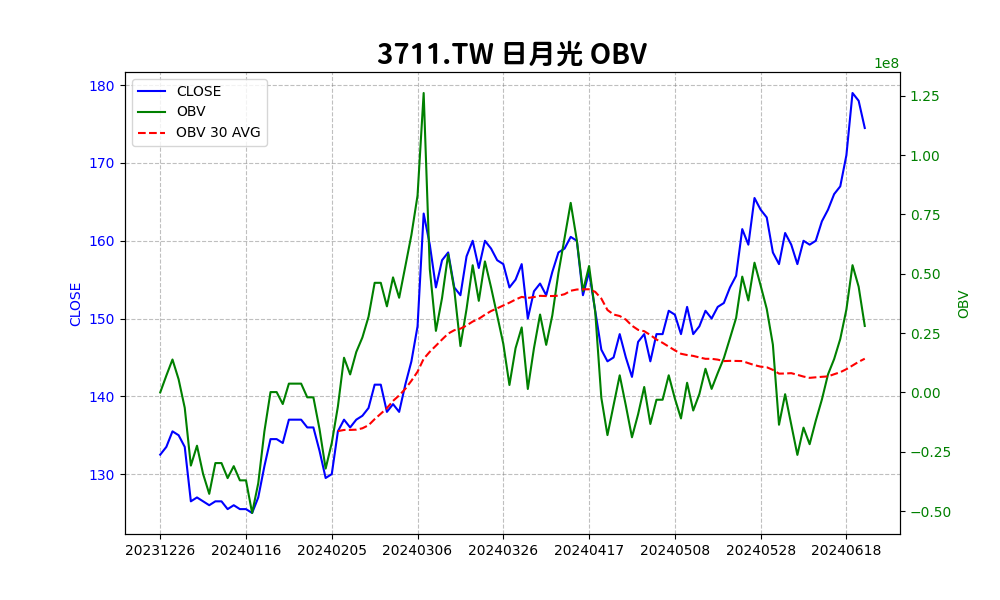 3711.TW 日月光 OBV
1e8
CLOSE
OBV
OBV 30 AVG
180
170
160
150
140
130
CLOSE
1.25
1.00
0.75
0.50
0.25
0.00
−0.25
−0.50
OBV
20231226 20240116 20240205 20240306 20240326 20240417 20240508 20240528 20240618